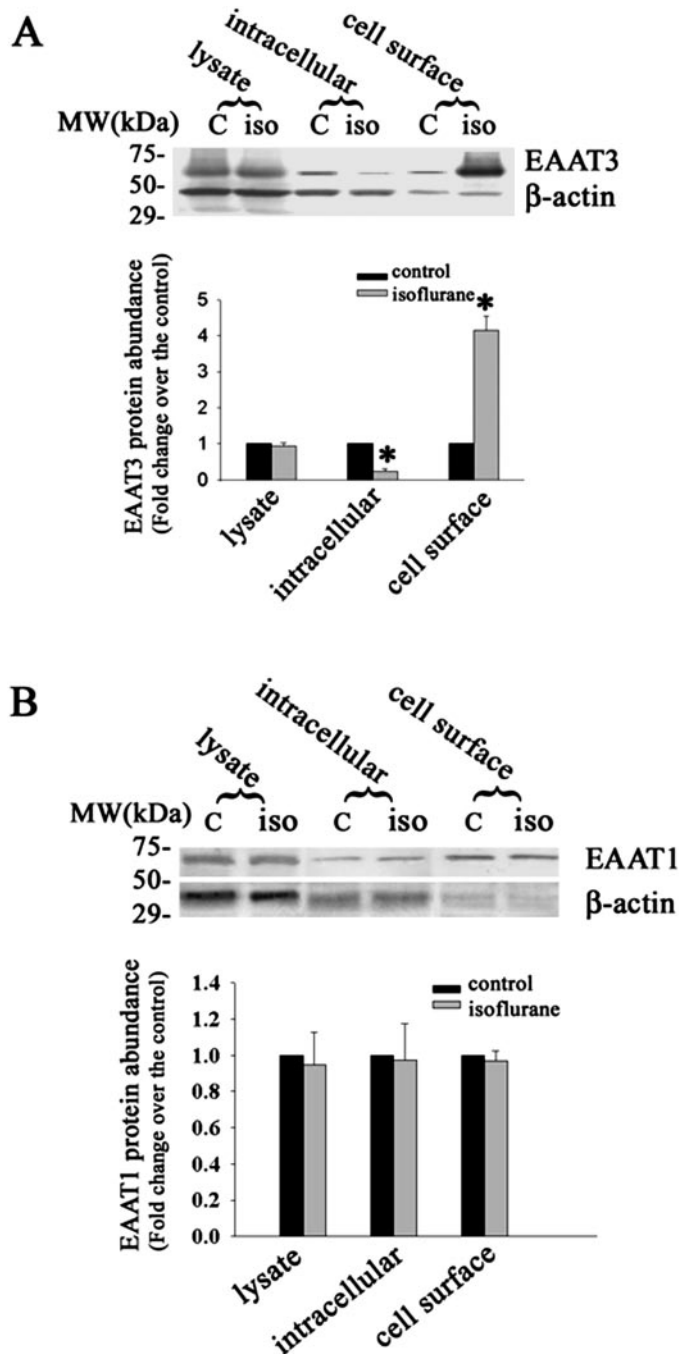 A
lysate
intracellular
cell surface
MW(kDa) C iso C iso C iso
75-
50-
29-
EAAT3
β-actin
control
isoflurane
EAAT3 protein abundance
(Fold change over the control)
5
4
3
2
1
0
*
*
lysate
intracellular
cell surface
B
lysate
intracellular
cell surface
MW(kDa) C iso C iso C iso
75-
50-
29-
EAAT1
β-actin
control
isoflurane
EAAT1 protein abundance
(Fold change over the control)
1.4
1.2
1.0
0.8
0.6
0.4
0.2
0.0
lysate
intracellular
cell surface